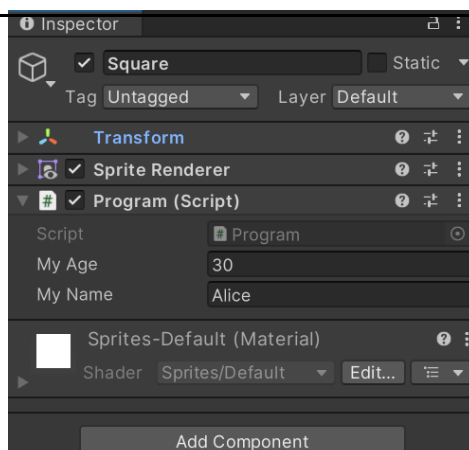 Inspector
Square Static
Tag Untagged Layer Default
Transform
Sprite Renderer
# Program (Script)
Script # Program
My Age 30
My Name Alice
Sprites-Default (Material)
Shader Sprites/Default Edit...
Add Component